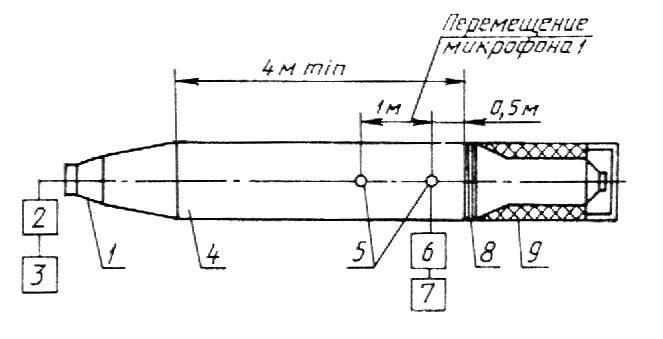 Перемещение
микрофона 1
4 м min
1 м
0,5 м
2
1
4
5
6
8
9
3
7